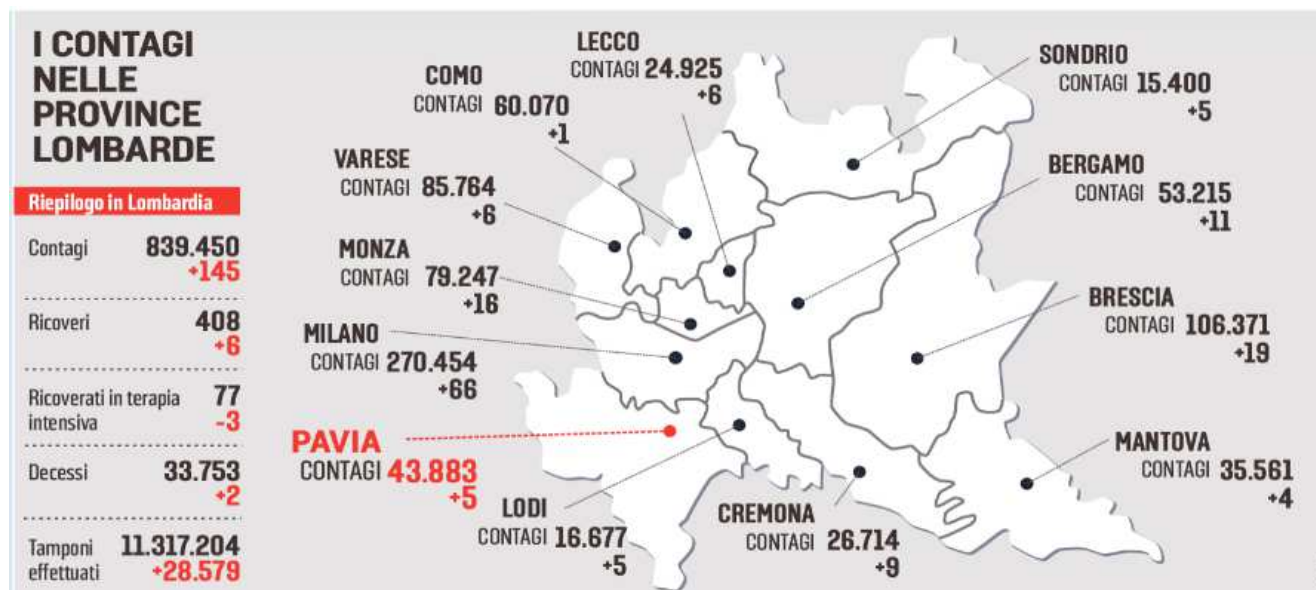 I CONTAGI
NELLE
PROVINCE
LOMBARDE
Riepilogo in Lombardia
Contagi 839.450
+145
Ricoveri 408
+6
Ricoverati in terapia intensiva 77
-3
Decessi 33.753
+2
Tamponi effettuati 11.317.204
+28.579
LECCO
CONTAGI 24.925
+6
SONDRIO
CONTAGI 15.400
+5
COMO
CONTAGI 60.070
+1
VARESE
CONTAGI 85.764
+6
BERGAMO
CONTAGI 53.215
+11
MONZA
CONTAGI 79.247
+16
BRESCIA
CONTAGI 106.371
+19
MILANO
CONTAGI 270.454
+66
PAVIA
CONTAGI 43.883
+5
MANTOVA
CONTAGI 35.561
+4
LODI
CONTAGI 16.677
+5
CREMONA
CONTAGI 26.714
+9